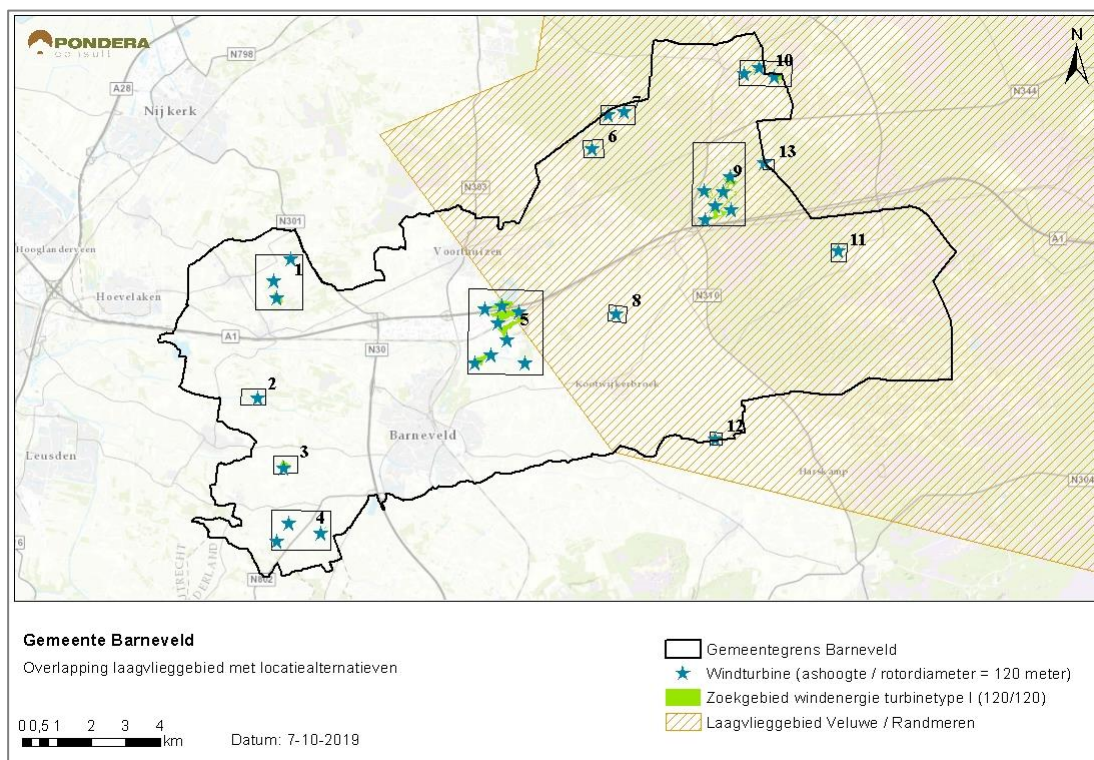 PONDERA
consult
N
N798
A28
Nijkerk
10
N344
7
6
13
9
N303
N301
Hooglanderveen
Voorthuizen
A1
1
11
Hoevelaken
N310
8
A1
5
N30
2
Kootwijkerbroek
12
Barneveld
Leusden
3
Harskamp
N304
4
UTRECHT
N802
Gemeente Barneveld
Overlapping laagvlieggebied met locatiealternatieven
Gemeentegrens Barneveld
Windturbine (ashoogte / rotordiameter = 120 meter)
Zoekgebied windenergie turbinetype I (120/120)
Laagvlieggebied Veluwe / Randmeren
0 0,5 1 2 3 4
km
Datum: 7-10-2019